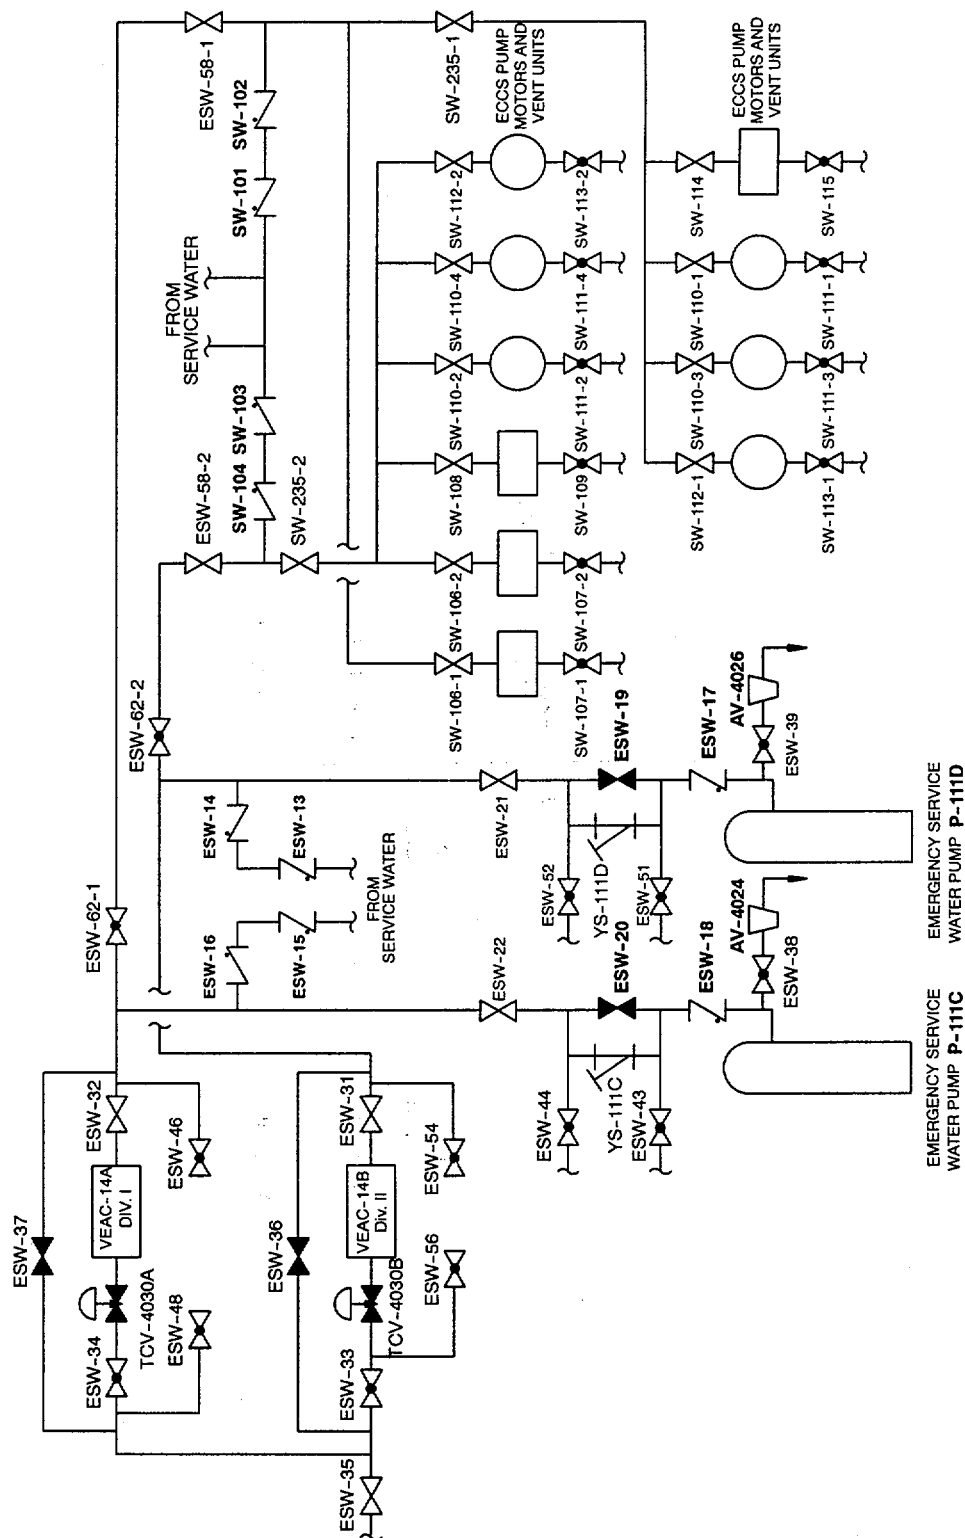 ESW-37
ESW-34
TCV-4030A
ESW-48
VEAC-14A
DIV. I
ESW-32
ESW-46
ESW-35
ESW-33
TCV-4030B
ESW-56
ESW-36
VEAC-14B
Div. II
ESW-31
ESW-54
ESW-62-1
ESW-62-2
ESW-16
ESW-15
ESW-14
ESW-13
FROM
SERVICE WATER
ESW-22
ESW-21
ESW-44
YS-111C
ESW-43
ESW-20
ESW-18
AV-4024
ESW-38
EMERGENCY SERVICE
WATER PUMP P-111C
ESW-52
YS-111D
ESW-51
ESW-19
ESW-17
AV-4026
ESW-39
EMERGENCY SERVICE
WATER PUMP P-111D
ESW-58-2
SW-104
SW-103
FROM
SERVICE WATER
SW-101
SW-102
ESW-58-1
SW-235-2
SW-235-1
SW-106-1
SW-106-2
SW-108
SW-110-2
SW-110-4
SW-112-2
ECCS PUMP
MOTORS AND
VENT UNITS
SW-107-1
SW-107-2
SW-109
SW-111-2
SW-111-4
SW-113-2
SW-112-1
SW-110-3
SW-110-1
SW-114
ECCS PUMP
MOTORS AND
VENT UNITS
SW-113-1
SW-111-3
SW-111-1
SW-115